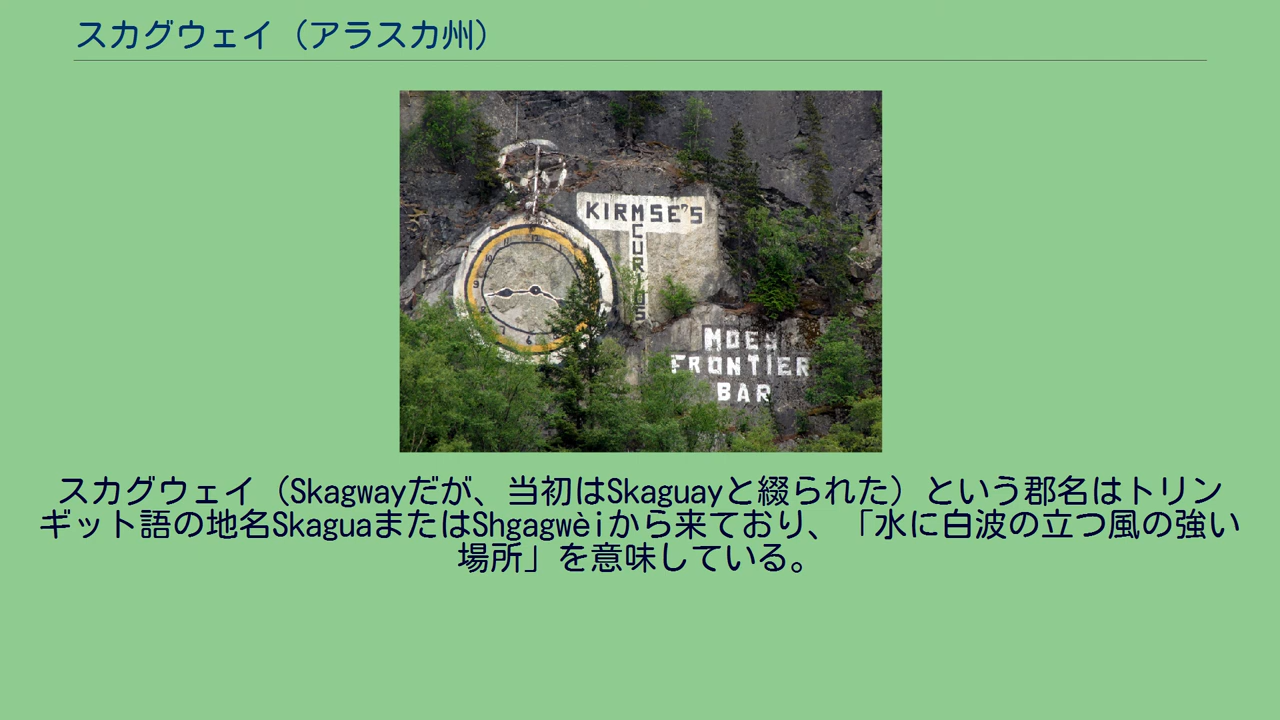 スカグウェイ（アラスカ州）
KIRMSE'S
CURIOS
MOES
FRONTIER
BAR
スカグウェイ（Skagwayだが、当初はSkaguayと綴られた）という郡名はトリン
ギット語の地名SkaguaまたはShgagwèiから来ており、「水に白波の立つ風の強い
場所」を意味している。